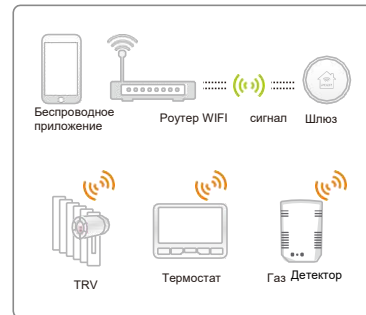 Беспроводное
приложение
Роутер WIFI сигнал Шлюз
TRV
Термостат
Газ Детектор